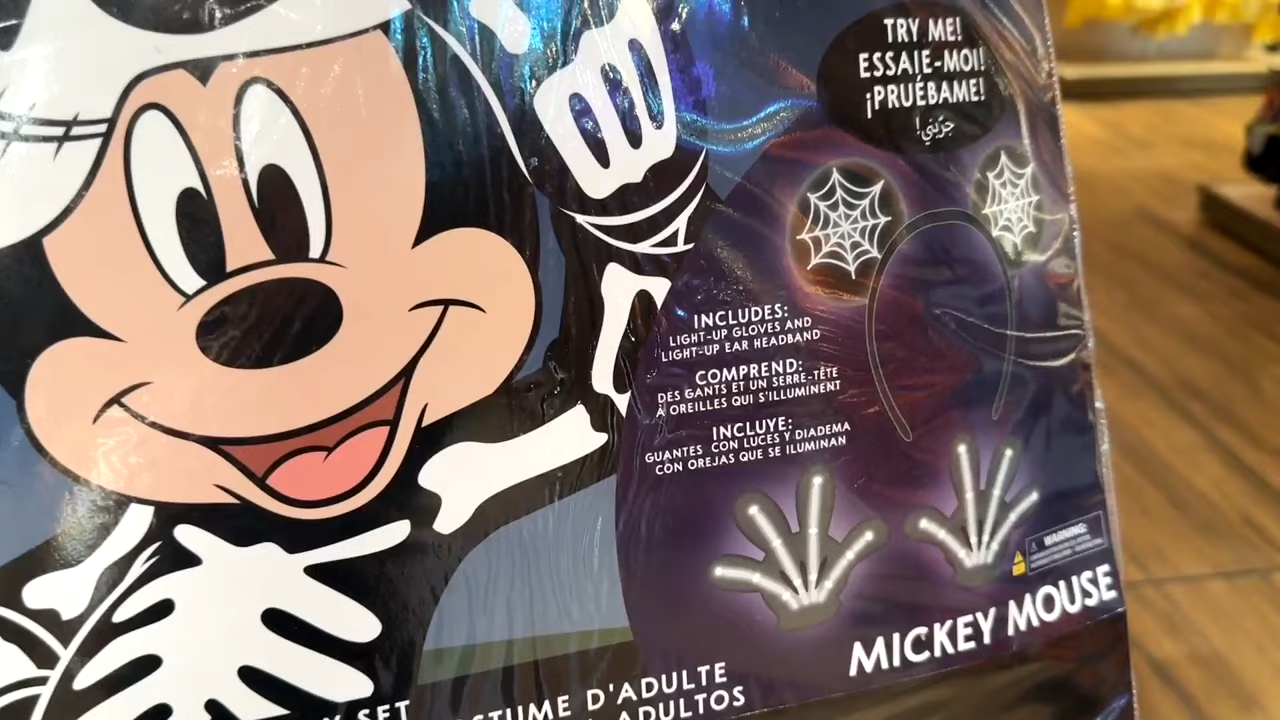 TRY ME!
ESSAIE-MOI!
¡PRUÉBAME!
جرّبني!
INCLUDES:
LIGHT-UP GLOVES AND
LIGHT-UP EAR HEADBAND
COMPREND:
DES GANTS ET UN SERRE-TÊTE
À OREILLES QUI S'ILLUMINENT
INCLUYE:
GUANTES CON LUCES Y DIADEMA
CON OREJAS QUE SE ILUMINAN
WARNING:
MICKEY MOUSE
SET
D'ADULTE
ADULTOS